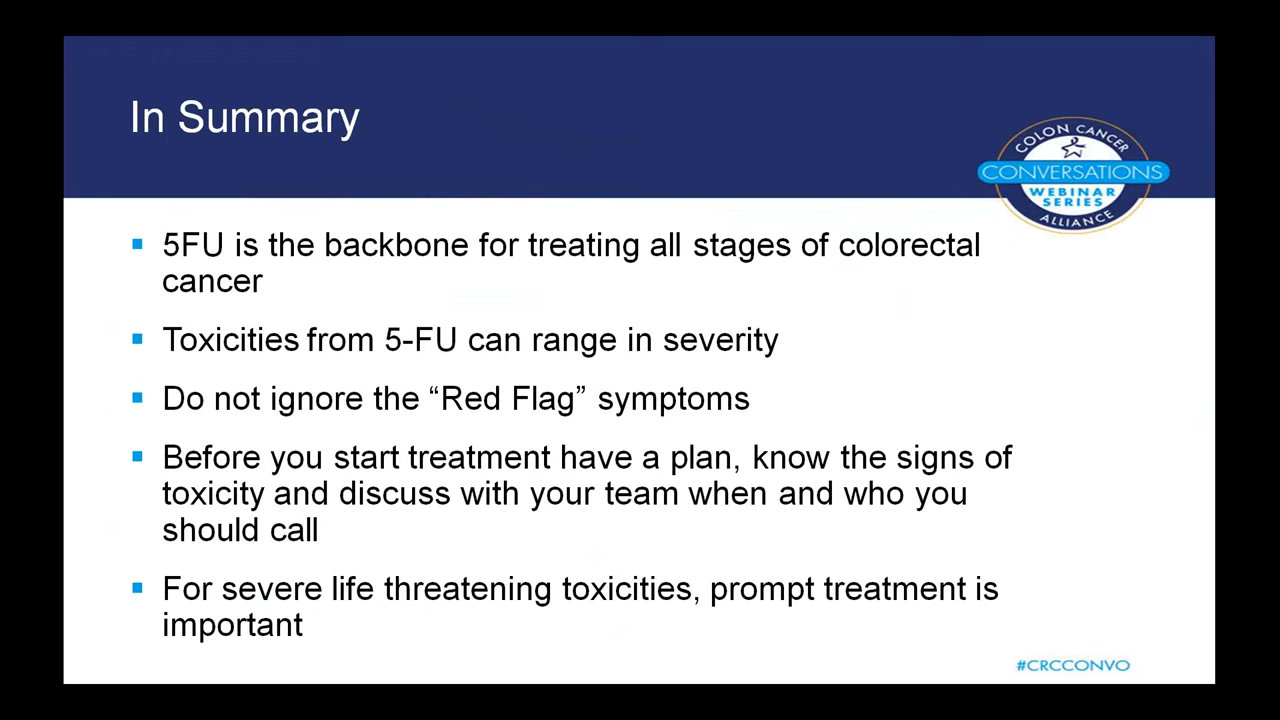 In Summary
COLON CANCER
CONVERSATIONS
WEBINAR
SERIES
ALLIANCE
5FU is the backbone for treating all stages of colorectal
cancer
Toxicities from 5-FU can range in severity
Do not ignore the “Red Flag” symptoms
Before you start treatment have a plan, know the signs of
toxicity and discuss with your team when and who you
should call
For severe life threatening toxicities, prompt treatment is
important
#CRCCONVO